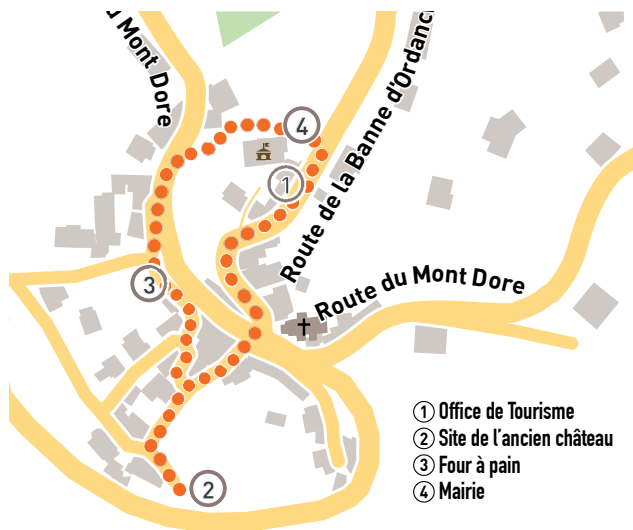 u Mont Dore
Route de la Banne d'Ordanc
Route du Mont Dore
4
1
3
2
1 Office de Tourisme
2 Site de l'ancien château
3 Four à pain
4 Mairie